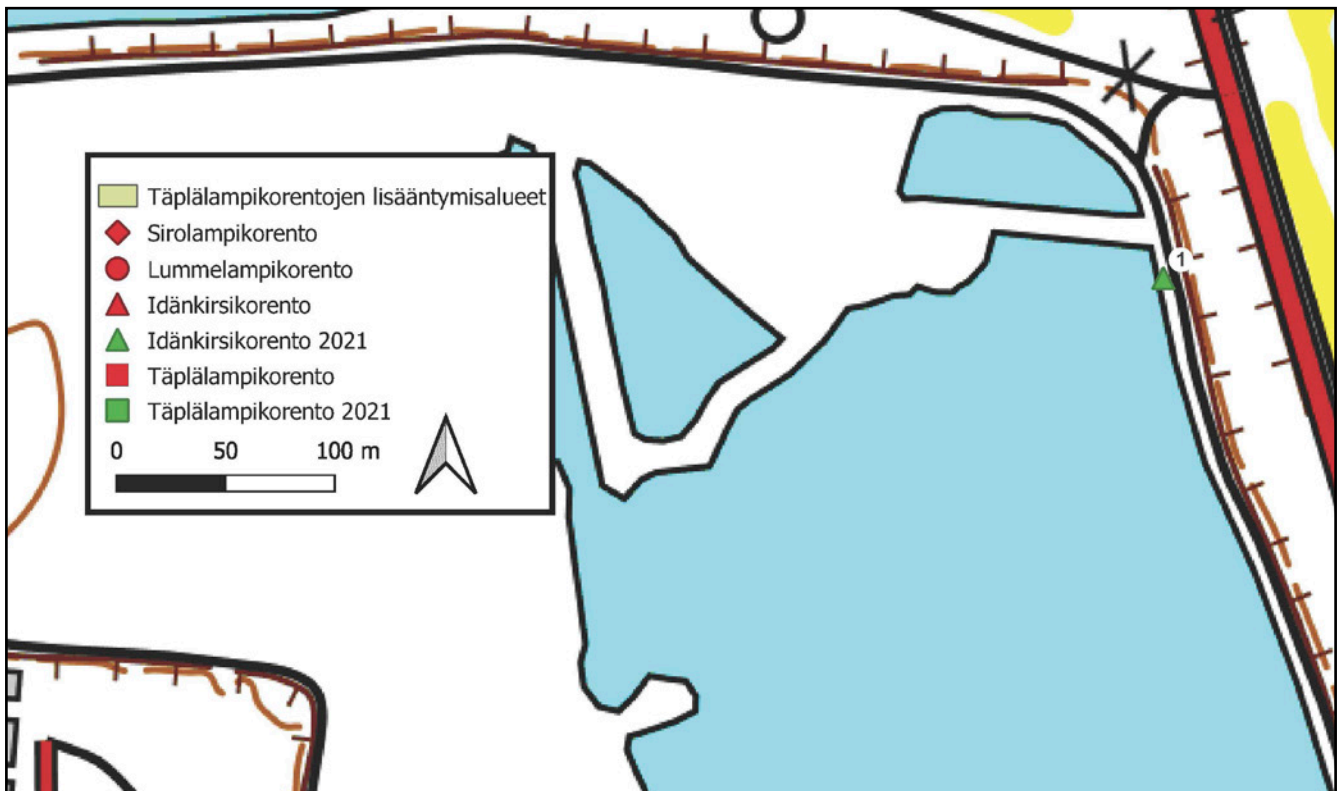 Täplälampikorentojen lisääntymisalueet
Sirolampikorento
Lummelampikorento
Idänkirsikorento
Idänkirsikorento 2021
Täplälampikorento
Täplälampikorento 2021
0 50 100 m
1